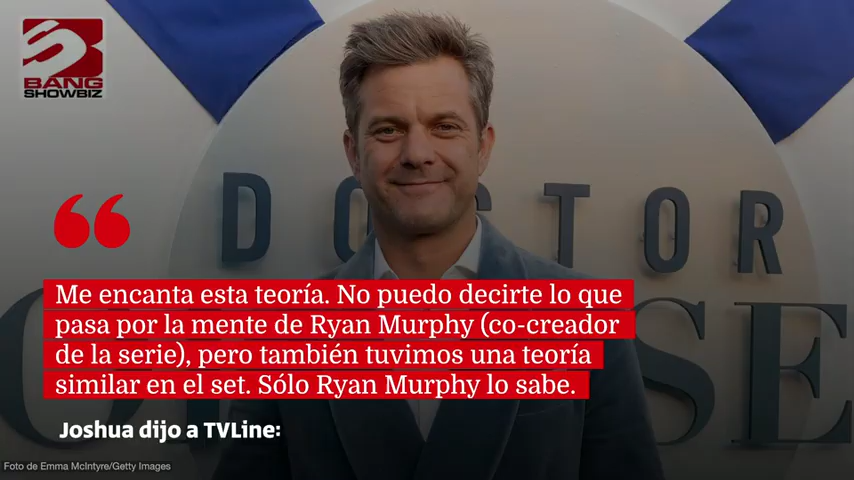 BANG
SHOWBIZ
DOCTOR
Me encanta esta teoría. No puedo decirte lo que
pasa por la mente de Ryan Murphy (co-creador
de la serie), pero también tuvimos una teoría
similar en el set. Sólo Ryan Murphy lo sabe.
Joshua dijo a TVLine:
Foto de Emma McIntyre/Getty Images